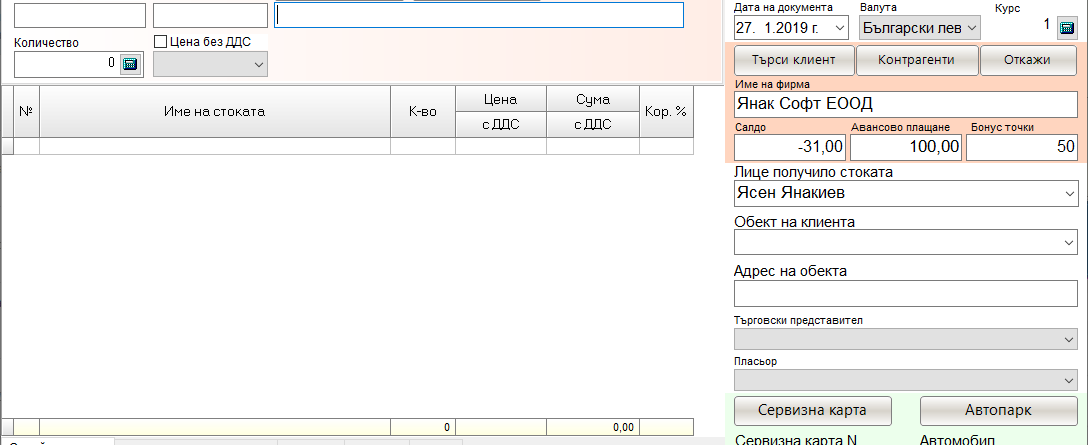 Количество
Цена без ДДС
0
№ Име на стоката К-во Цена Сума Кор. %
с ДДС с ДДС
0 0,00
Дата на документа Валута Курс
27. 1.2019 г. Български лев 1
Търси клиент Контрагенти Откажи
Име на фирма
Янак Софт ЕООД
Салдо Авансово плащане Бонус точки
-31,00 100,00 50
Лице получило стоката
Ясен Янакиев
Обект на клиента
Адрес на обекта
Търговски представител
Пласьор
Сервизна карта Автопарк
Сервизна карта N Автомобил